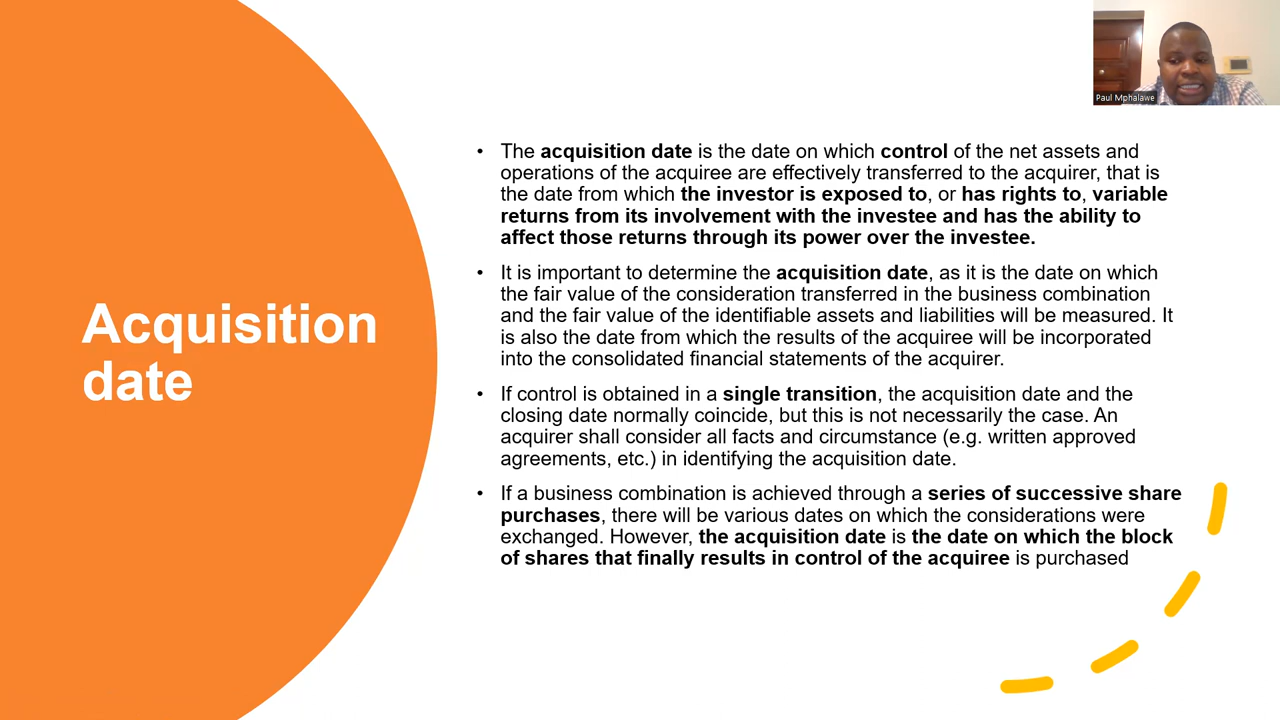 Paul Mphalawe
Acquisition
date
• The acquisition date is the date on which control of the net assets and
operations of the acquiree are effectively transferred to the acquirer, that is
the date from which the investor is exposed to, or has rights to, variable
returns from its involvement with the investee and has the ability to
affect those returns through its power over the investee.
• It is important to determine the acquisition date, as it is the date on which
the fair value of the consideration transferred in the business combination
and the fair value of the identifiable assets and liabilities will be measured. It
is also the date from which the results of the acquiree will be incorporated
into the consolidated financial statements of the acquirer.
• If control is obtained in a single transition, the acquisition date and the
closing date normally coincide, but this is not necessarily the case. An
acquirer shall consider all facts and circumstance (e.g. written approved
agreements, etc.) in identifying the acquisition date.
• If a business combination is achieved through a series of successive share
purchases, there will be various dates on which the considerations were
exchanged. However, the acquisition date is the date on which the block
of shares that finally results in control of the acquiree is purchased